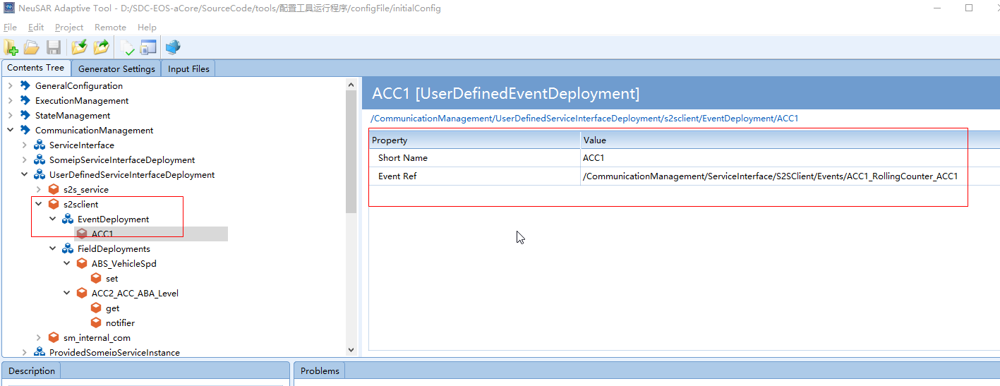 NeuSAR Adaptive Tool - D:/SDC-EOS-aCore/SourceCode/tools/配置工具运行程序/configFile/initialConfig
File Edit Project Remote Help
Contents Tree Generator Settings Input Files
GeneralConfiguration
ExecutionManagement
StateManagement
CommunicationManagement
ServiceInterface
SomeipServiceInterfaceDeployment
UserDefinedServiceInterfaceDeployment
s2s_service
s2sclient
EventDeployment
ACC1
FieldDeployments
ABS_VehicleSpd
set
ACC2_ACC_ABA_Level
get
notifier
sm_internal_com
ProvidedSomeipServiceInstance
ACC1 [UserDefinedEventDeployment]
/CommunicationManagement/UserDefinedServiceInterfaceDeployment/s2sclient/EventDeployment/ACC1
Property Value
Short Name ACC1
Event Ref /CommunicationManagement/ServiceInterface/S2SClient/Events/ACC1_RollingCounter_ACC1
Description
Problems